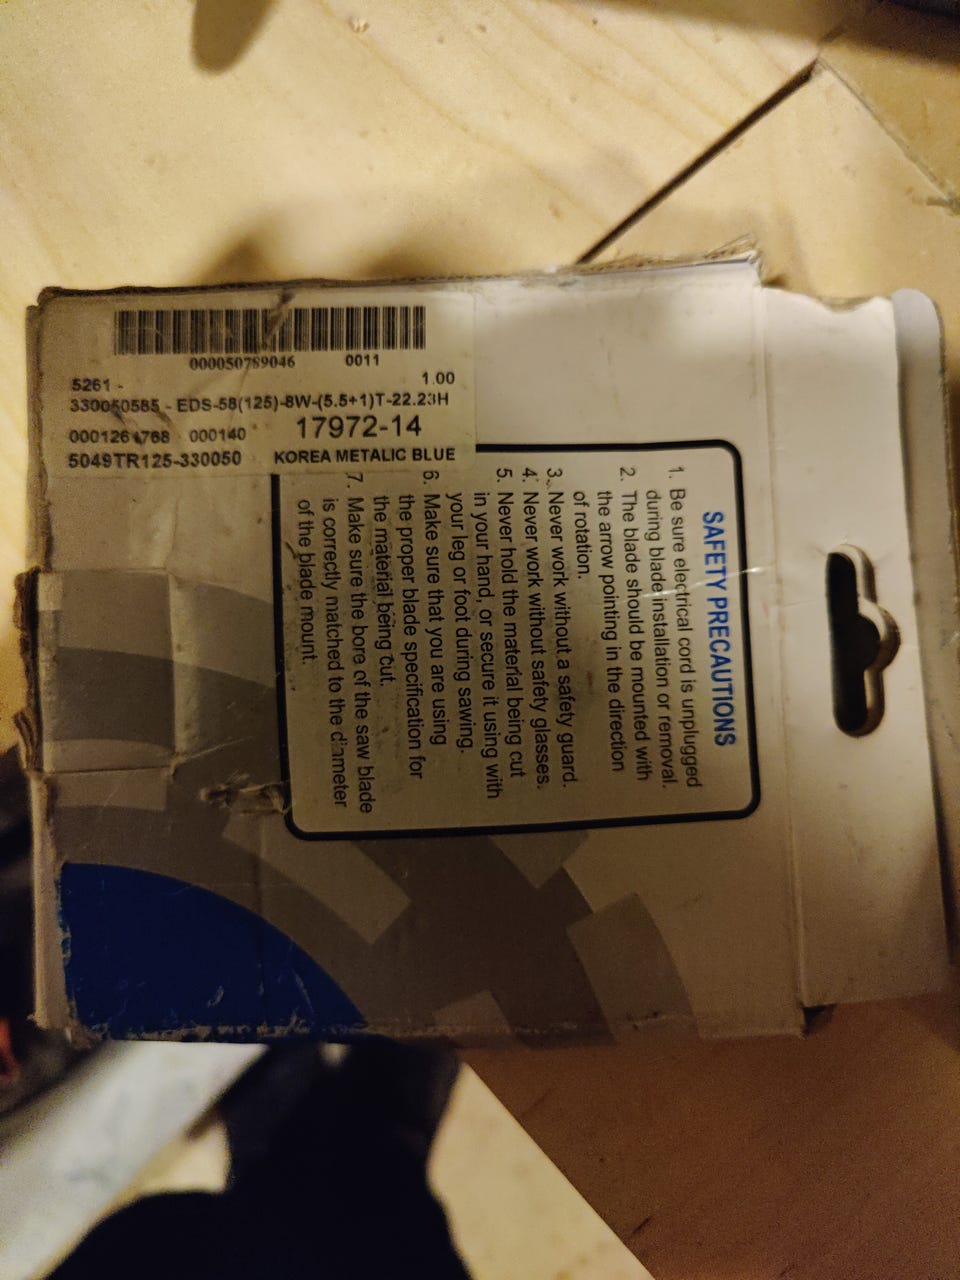 000050789046 0011
5261 - 1.00
330050585 - EDS-58(125)-8W-(5.5+1)T-22.23H
000126 768 000140 17972-14
5049TR125-330050 KOREA METALIC BLUE
SAFETY PRECAUTIONS
1. Be sure electrical cord is unplugged
during blade installation or removal.
2. The blade should be mounted with
the arrow pointing in the direction
of rotation.
3. Never work without a safety guard.
4. Never work without safety glasses.
5. Never hold the material being cut
in your hand, or secure it using with
your leg or foot during sawing.
6. Make sure that you are using
the proper blade specification for
the material being cut.
7. Make sure the bore of the saw blade
is correctly matched to the diameter
of the blade mount.